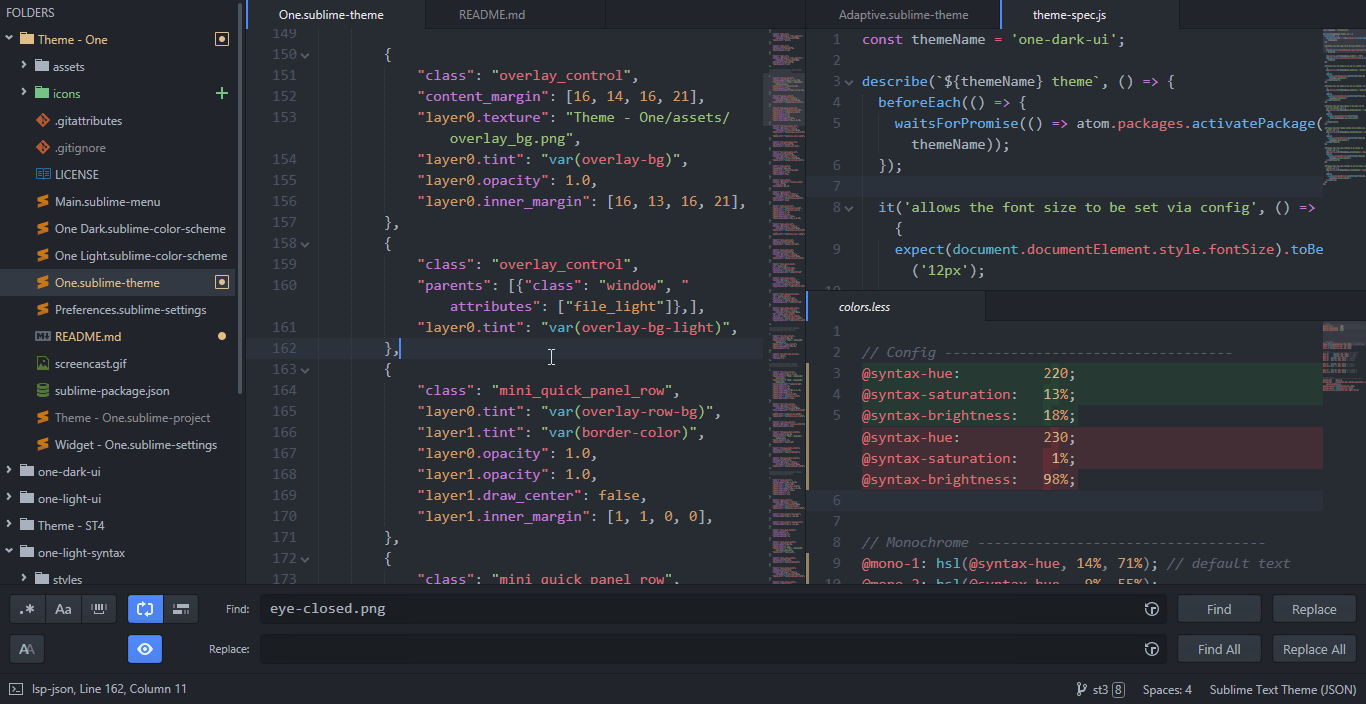 FOLDERS
Theme - One
assets
icons
.gitattributes
.gitignore
LICENSE
Main.sublime-menu
One Dark.sublime-color-scheme
One Light.sublime-color-scheme
One.sublime-theme
Preferences.sublime-settings
README.md
screencast.gif
sublime-package.json
Theme - One.sublime-project
Widget - One.sublime-settings
one-dark-ui
one-light-ui
Theme - ST4
one-light-syntax
styles
One.sublime-theme
README.md
149
150 {
151 "class": "overlay_control",
152 "content_margin": [16, 14, 16, 21],
153 "layer0.texture": "Theme - One/assets/
overlay_bg.png",
154 "layer0.tint": "var(overlay-bg)",
155 "layer0.opacity": 1.0,
156 "layer0.inner_margin": [16, 13, 16, 21],
157 },
158 {
159 "class": "overlay_control",
160 "parents": [{"class": "window", "
attributes": ["file_light"]},],
161 "layer0.tint": "var(overlay-bg-light)",
162 },
163 {
164 "class": "mini_quick_panel_row",
165 "layer0.tint": "var(overlay-row-bg)",
166 "layer1.tint": "var(border-color)",
167 "layer0.opacity": 1.0,
168 "layer1.opacity": 1.0,
169 "layer1.draw_center": false,
170 "layer1.inner_margin": [1, 1, 0, 0],
171 },
172 {
173 "class": "mini_quick_panel_row",
Adaptive.sublime-theme
theme-spec.js
1 const themeName = 'one-dark-ui';
2
3 describe(`${themeName} theme`, () => {
4 beforeEach(() => {
5 waitsForPromise(() => atom.packages.activatePackage(
themeName));
6 });
7
8 it('allows the font size to be set via config', () =>
{
9 expect(document.documentElement.style.fontSize).toBe
('12px');
10
colors.less
1
2 // Config --------------------------------
3 @syntax-hue: 220;
4 @syntax-saturation: 13%;
5 @syntax-brightness: 18%;
@syntax-hue: 230;
@syntax-saturation: 1%;
@syntax-brightness: 98%;
6
7
8 // Monochrome -----------------------------------
9 @mono-1: hsl(@syntax-hue, 14%, 71%); // default text
10 @mono-2: hsl(@syntax-hue, 9%, 55%);
.*
Aa
Find:
eye-closed.png
Find
Replace
AA
Replace:
Find All
Replace All
lsp-json, Line 162, Column 11
st3
8
Spaces: 4
Sublime Text Theme (JSON)